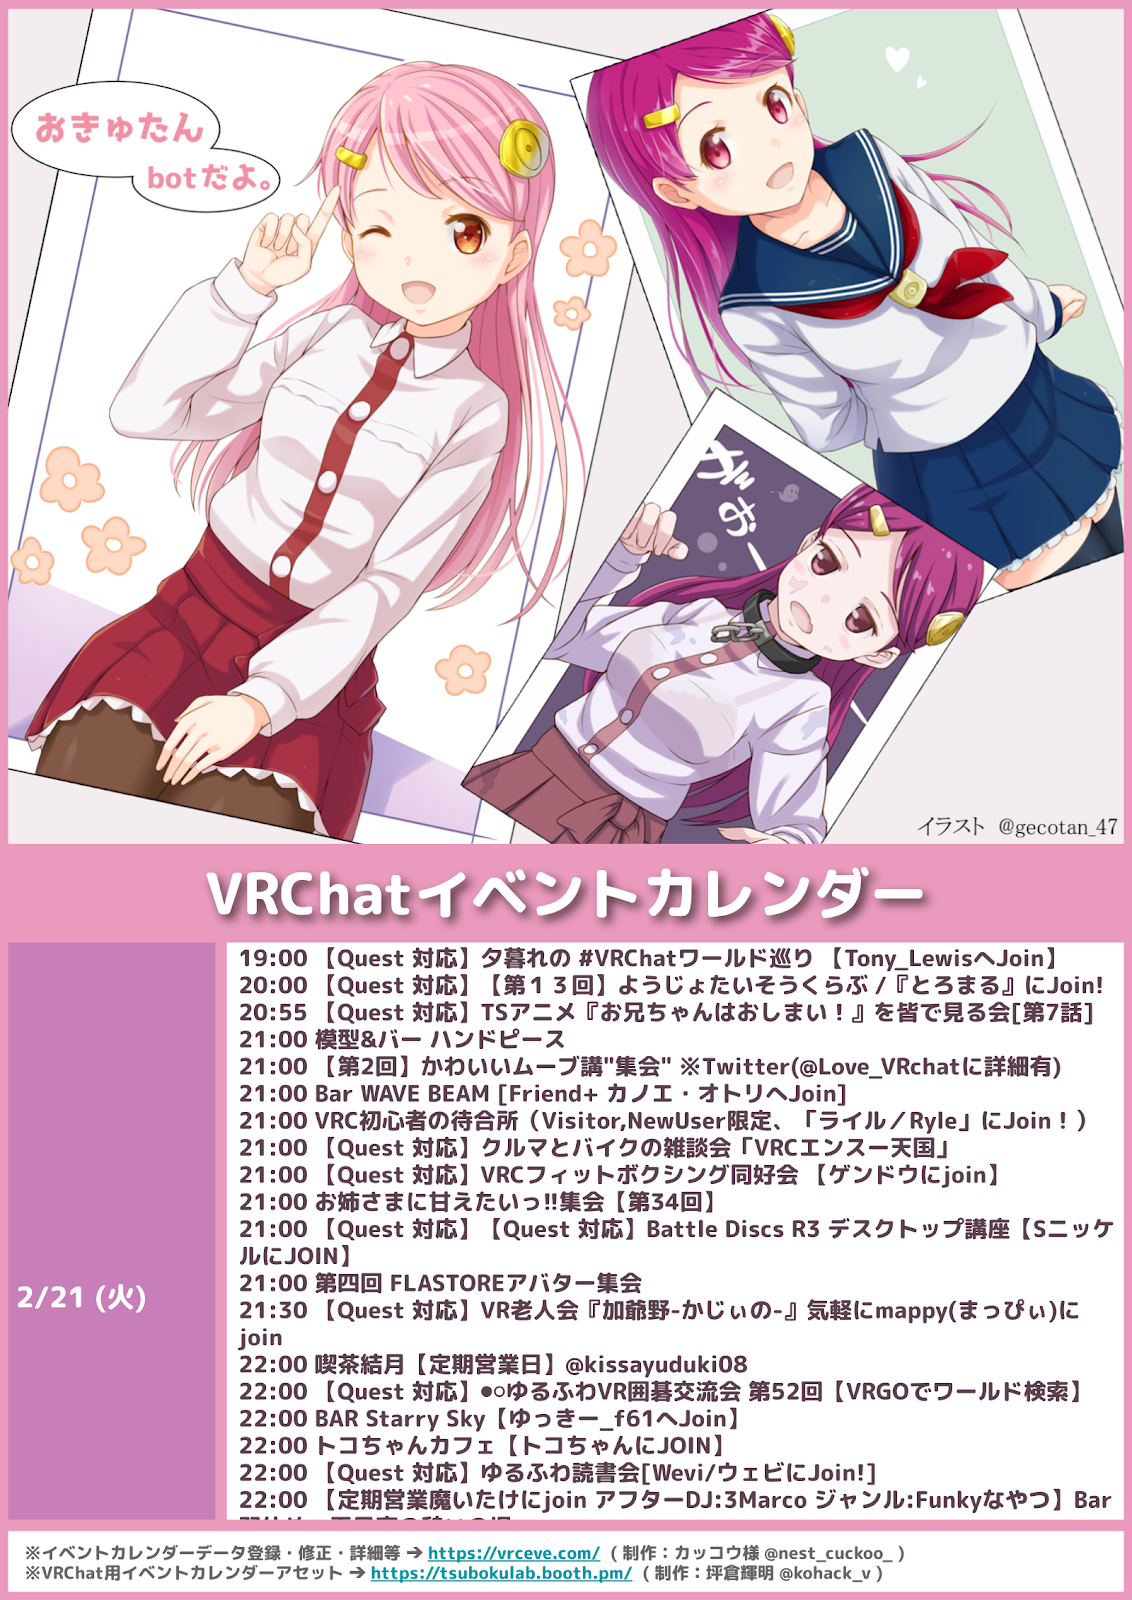 おきゅたん
botだよ。
がおー
イラスト @gecotan_47
VRChatイベントカレンダー
2/21 (火)
19:00 【Quest 対応】夕暮れの #VRChatワールド巡り 【Tony_LewisへJoin】
20:00 【Quest 対応】【第１３回】ようじょたいそうくらぶ /『とろまる』にJoin!
20:55 【Quest 対応】TSアニメ『お兄ちゃんはおしまい！』を皆で見る会[第7話]
21:00 模型&バー ハンドピース
21:00 【第2回】かわいいムーブ講"集会" ※Twitter(@Love_VRchatに詳細有)
21:00 Bar WAVE BEAM [Friend+ カノエ・オトリへJoin]
21:00 VRC初心者の待合所（Visitor,NewUser限定、「ライル／Ryle」にJoin！）
21:00 【Quest 対応】クルマとバイクの雑談会「VRCエンスー天国」
21:00 【Quest 対応】VRCフィットボクシング同好会 【ゲンドウにjoin】
21:00 お姉さまに甘えたいっ!!集会【第34回】
21:00 【Quest 対応】【Quest 対応】Battle Discs R3 デスクトップ講座【Sニッケ
ルにJOIN】
21:00 第四回 FLASTOREアバター集会
21:30 【Quest 対応】VR老人会『加爺野-かじぃの-』気軽にmappy(まっぴぃ)に
join
22:00 喫茶結月【定期営業日】@kissayuduki08
22:00 【Quest 対応】●○ゆるふわVR囲碁交流会 第52回【VRGOでワールド検索】
22:00 BAR Starry Sky【ゆっきー_f61へJoin】
22:00 トコちゃんカフェ【トコちゃんにJOIN】
22:00 【Quest 対応】ゆるふわ読書会[Wevi/ウェビにJoin!]
22:00 【定期営業魔いたけにjoin アフターDJ:3Marco ジャンル:Funkyなやつ】Bar
※イベントカレンダーデータ登録・修正・詳細等 ➔ https://vrceve.com/ ( 制作：カッコウ様 @nest_cuckoo_ )
※VRChat用イベントカレンダーアセット ➔ https://tsubokulab.booth.pm/ ( 制作：坪倉輝明 @kohack_v )